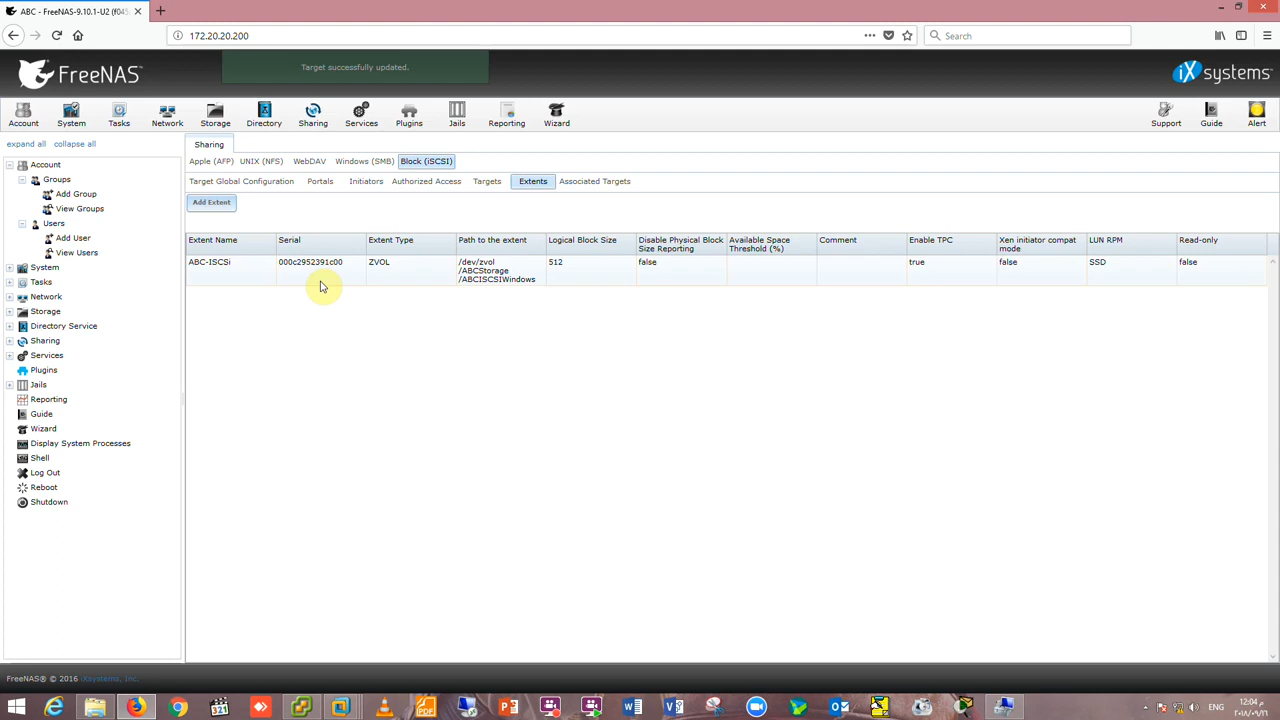 ABC - FreeNAS-9.10.1-U2 (f045
172.20.20.200
Search
FreeNAS®
Target successfully updated.
iXsystems
Account System Tasks Network Storage Directory Sharing Services Plugins Jails Reporting Wizard Support Guide Alert
expand all collapse all
Account
Groups
Add Group
View Groups
Users
Add User
View Users
System
Tasks
Network
Storage
Directory Service
Sharing
Services
Plugins
Jails
Reporting
Guide
Wizard
Display System Processes
Shell
Log Out
Reboot
Shutdown
Sharing
Apple (AFP) UNIX (NFS) WebDAV Windows (SMB) Block (iSCSI)
Target Global Configuration Portals Initiators Authorized Access Targets Extents Associated Targets
Add Extent
Extent Name Serial Extent Type Path to the extent Logical Block Size Disable Physical Block Size Reporting Available Space Threshold (%) Comment Enable TPC Xen initiator compat mode LUN RPM Read-only
ABC-ISCSi 000c2952391c00 ZVOL /dev/zvol /ABCStorage /ABCISCSIWindows 512 false true false SSD false
FreeNAS® © 2016 iXsystems, Inc.
321
PDF
ENG